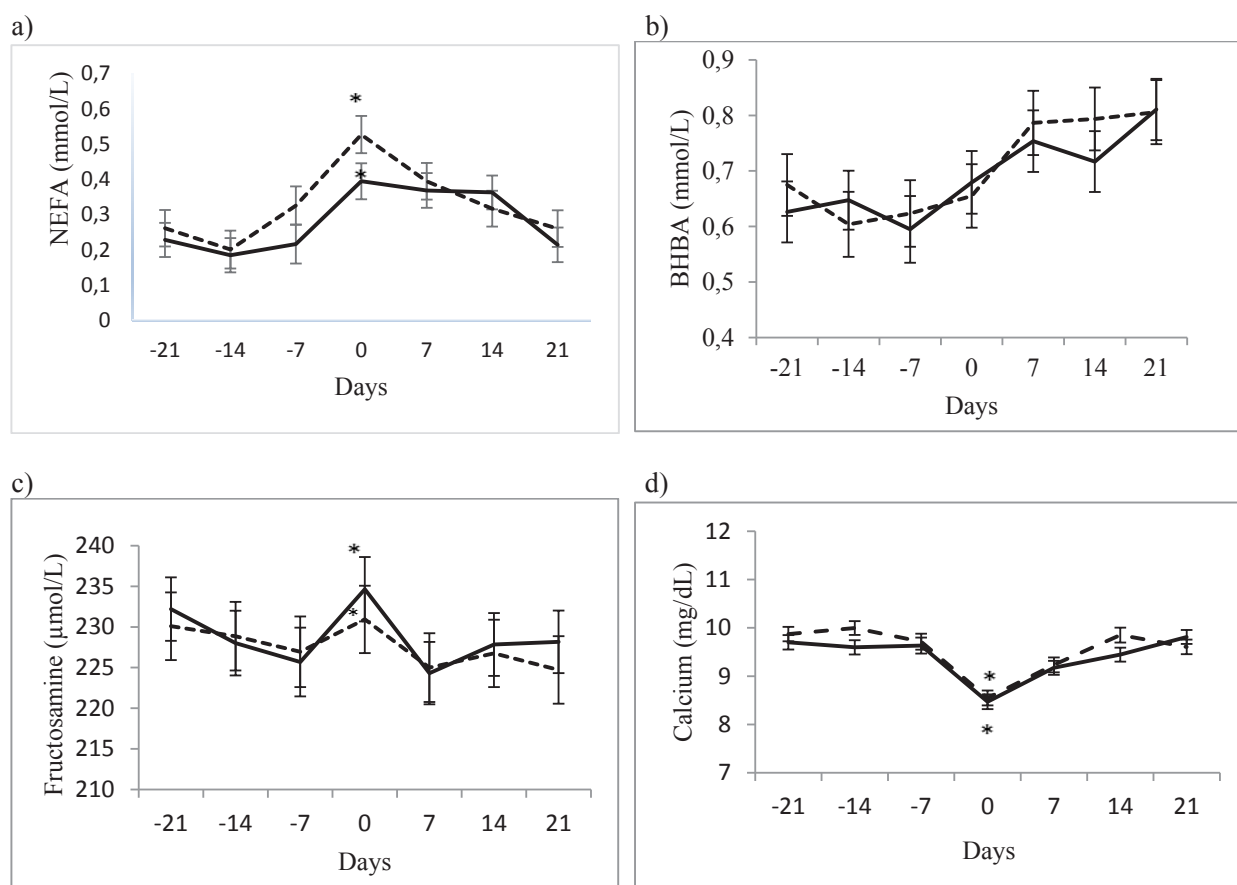 a)
NEFA (mmol/L)
0,7
0,6
0,5
0,4
0,3
0,2
0,1
0
*
*
-21 -14 -7 0 7 14 21
Days
b)
BHBA (mmol/L)
0,9
0,8
0,7
0,6
0,5
0,4
-21 -14 -7 0 7 14 21
Days
c)
Fructosamine (µmol/L)
240
235
230
225
220
215
210
*
*
-21 -14 -7 0 7 14 21
Days
d)
Calcium (mg/dL)
12
11
10
9
8
7
*
*
-21 -14 -7 0 7 14 21
Days